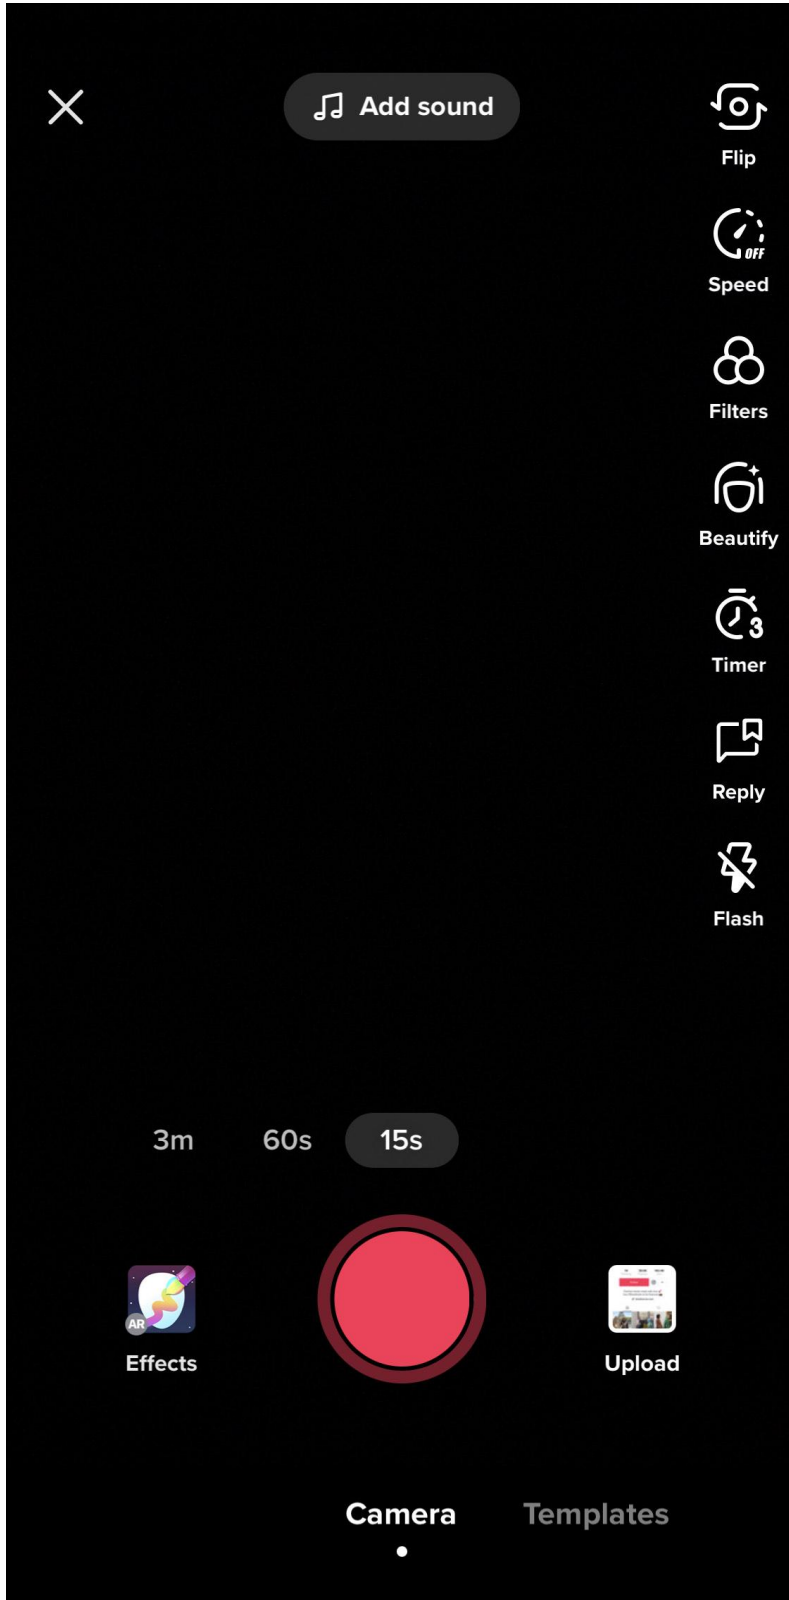 Add sound
Flip
OFF
Speed
Filters
Beautify
3
Timer
Reply
Flash
3m 60s 15s
AR
Effects
Upload
Camera Templates